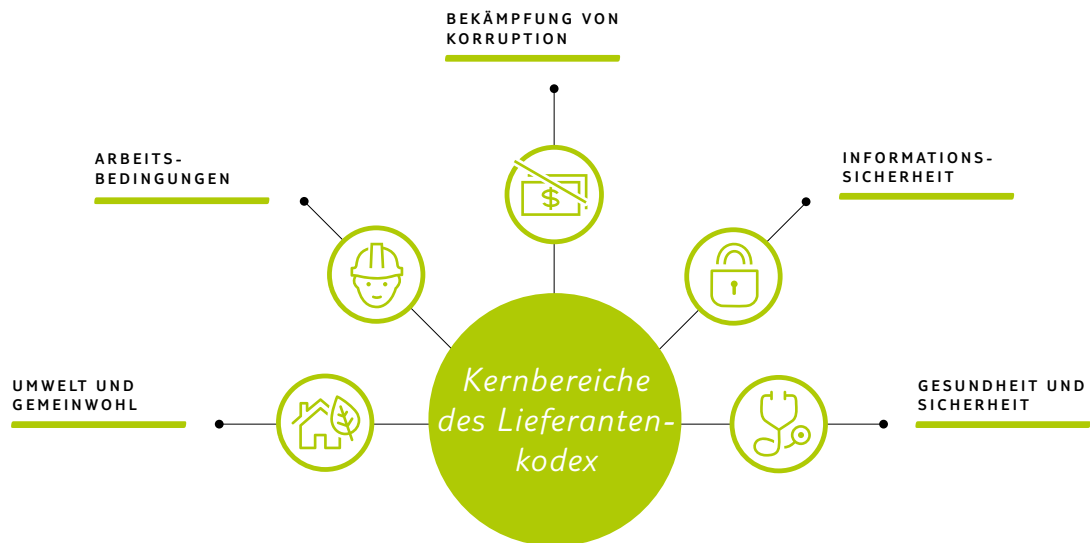 BEKÄMPFUNG VON
KORRUPTION
ARBEITS-
BEDINGUNGEN
INFORMATIONS-
SICHERHEIT
$
UMWELT UND
GEMEINWOHL
Kernbereiche
des Lieferanten-
kodex
GESUNDHEIT UND
SICHERHEIT